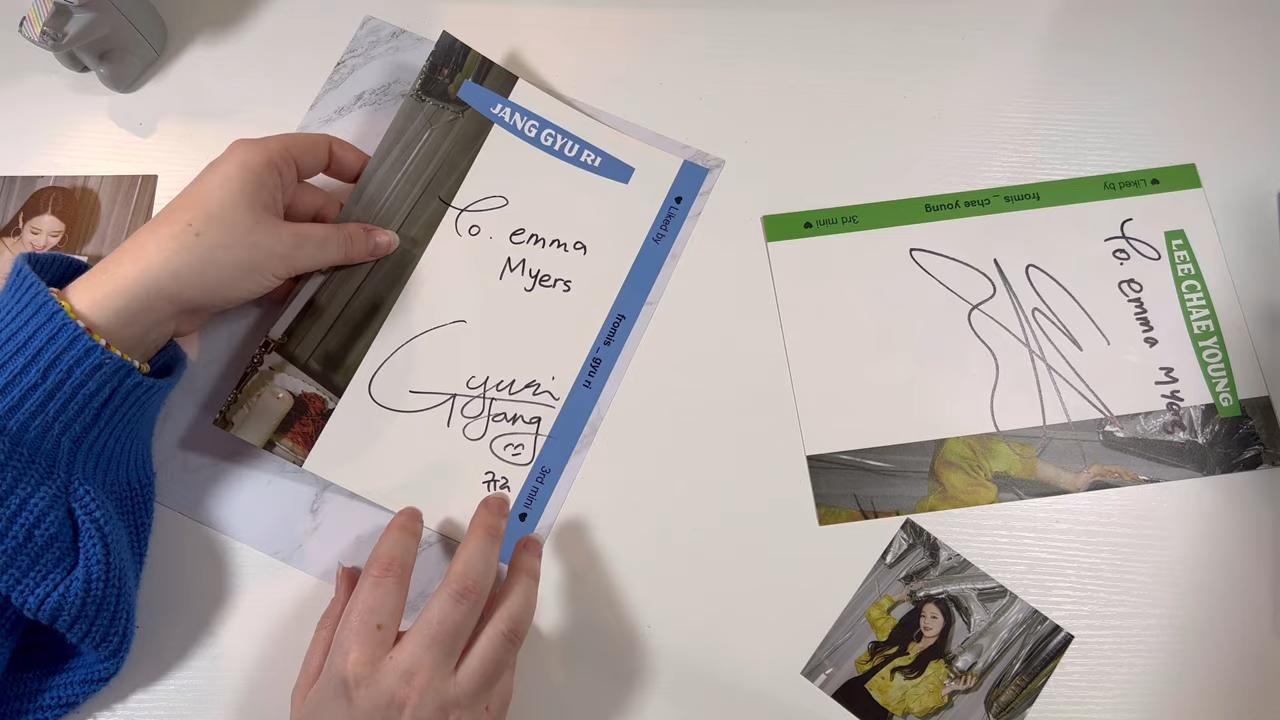 JANG GYU RI
To. emma
Myers
Gyuri
Jang
규리
♥ Liked by
fromis _ gyu ri
3rd mini ♥
♥ Liked by
fromis _ chae young
3rd mini ♥
LEE CHAE YOUNG
To. emma Myers